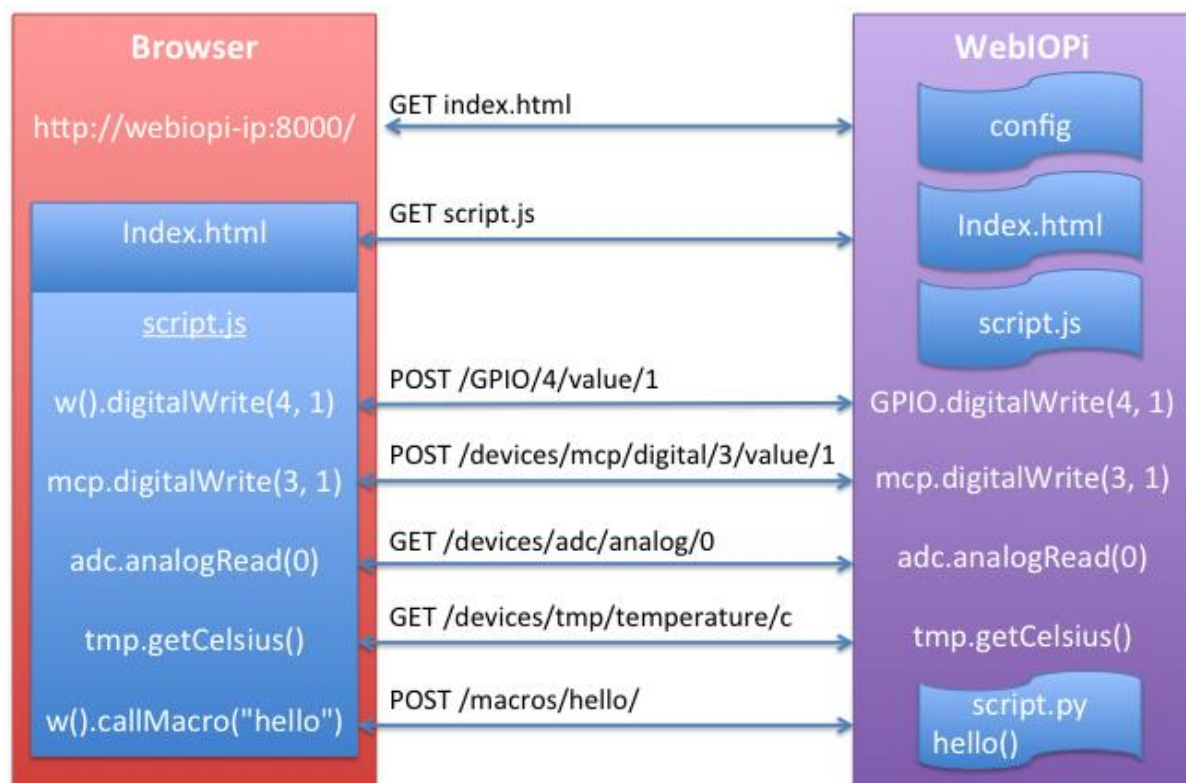 Browser
WebIOPi
http://webiopi-ip:8000/
GET index.html
config
Index.html
GET script.js
Index.html
script.js
script.js
w().digitalWrite(4, 1)
POST /GPIO/4/value/1
GPIO.digitalWrite(4, 1)
mcp.digitalWrite(3, 1)
POST /devices/mcp/digital/3/value/1
mcp.digitalWrite(3, 1)
adc.analogRead(0)
GET /devices/adc/analog/0
adc.analogRead(0)
tmp.getCelsius()
GET /devices/tmp/temperature/c
tmp.getCelsius()
w().callMacro("hello")
POST /macros/hello/
script.py
hello()